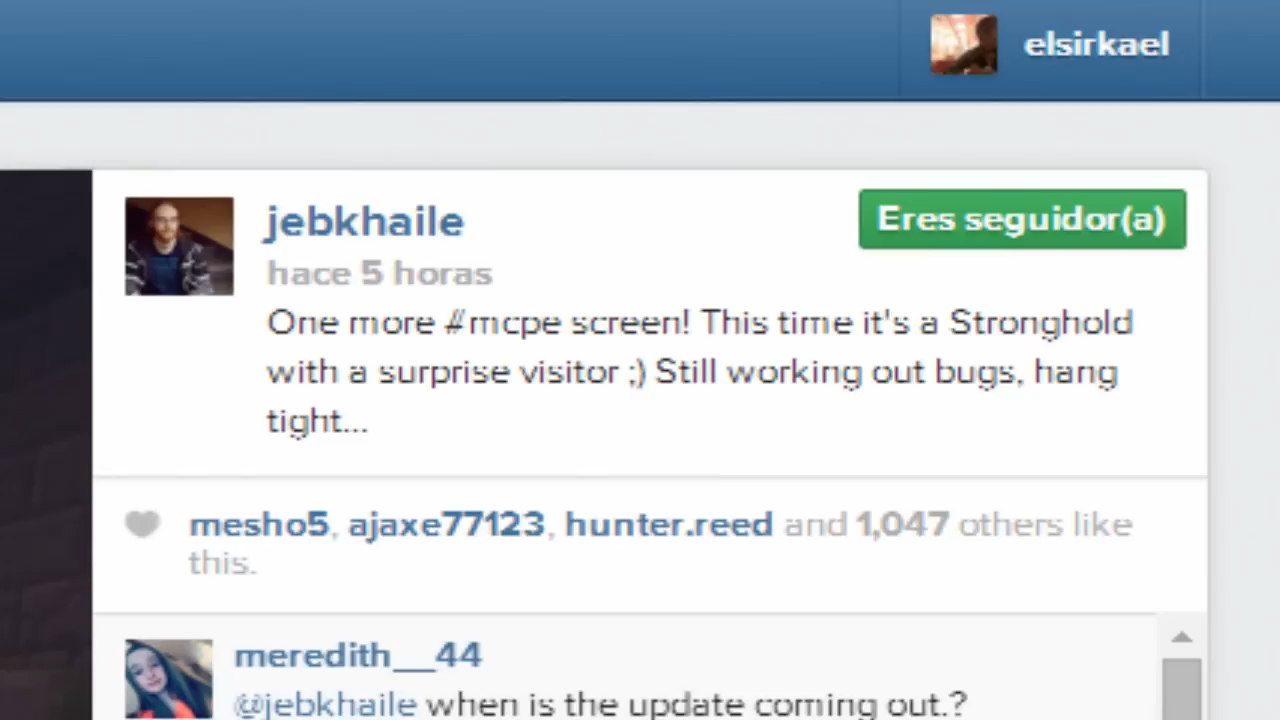 elsirkael
jebkhaile
Eres seguidor(a)
hace 5 horas
One more #mcpe screen! This time it's a Stronghold
with a surprise visitor ;) Still working out bugs, hang
tight...
mesho5, ajaxe77123, hunter.reed and 1,047 others like
this.
meredith__44
@jebkhaile when is the update coming out.?